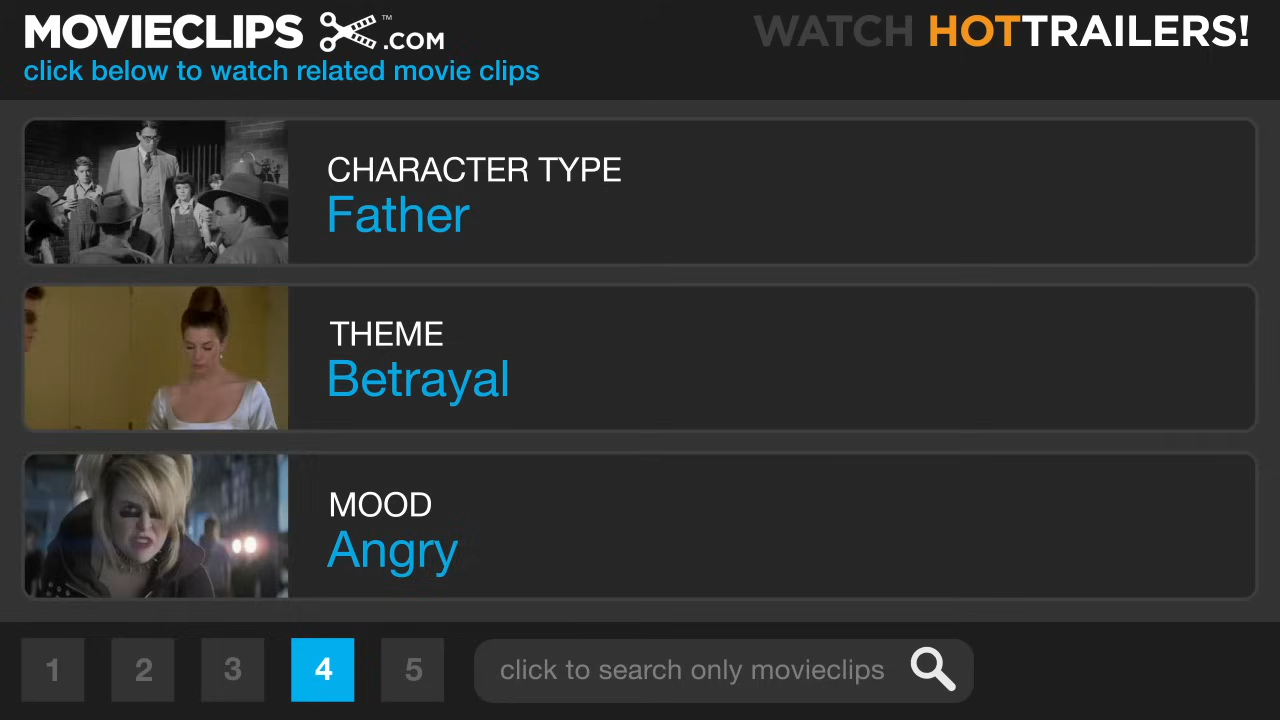 MOVIECLIPS™.COM
WATCH HOTTRAILERS!
click below to watch related movie clips
CHARACTER TYPE
Father
THEME
Betrayal
MOOD
Angry
1 2 3 4 5 click to search only movieclips